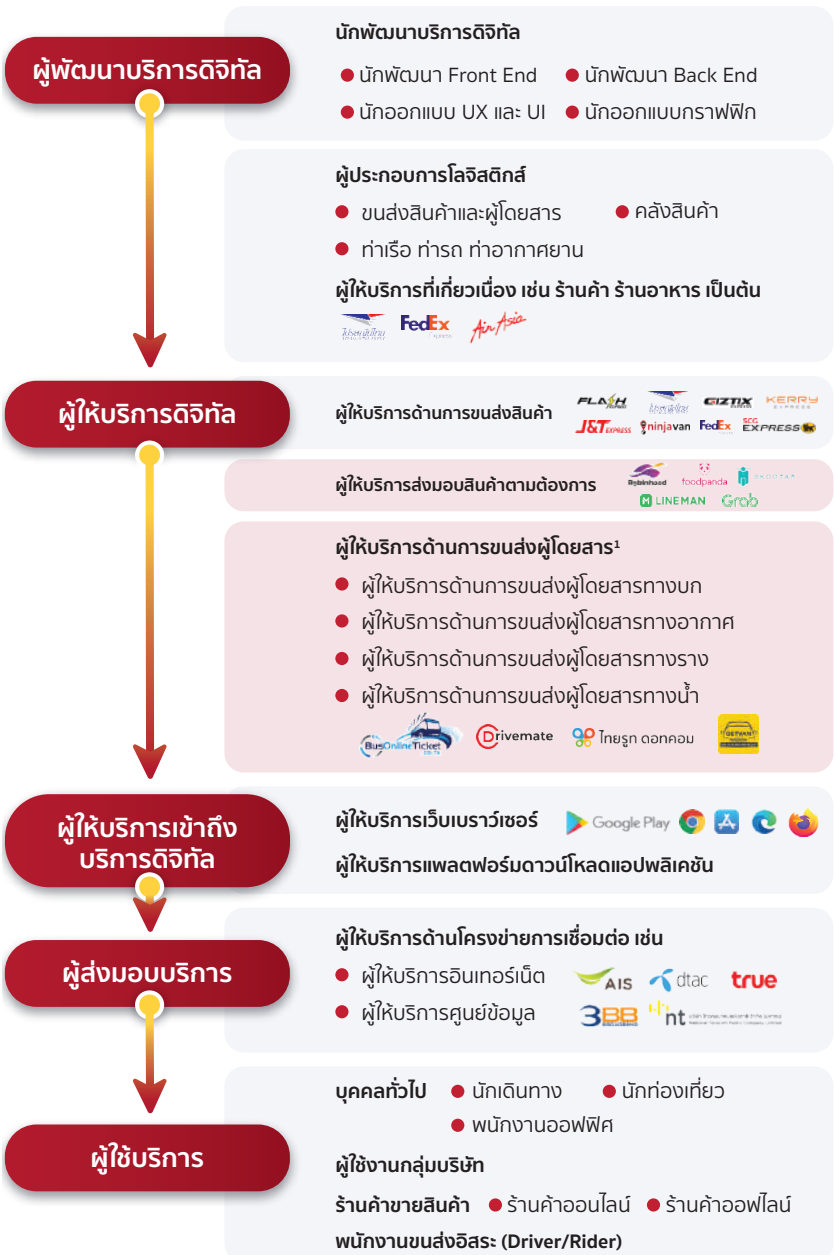 ผู้พัฒนาบริการดิจิทัล
นักพัฒนาบริการดิจิทัล
นักพัฒนา Front End นักพัฒนา Back End
นักออกแบบ UX และ UI นักออกแบบกราฟฟิก
ผู้ประกอบการโลจิสติกส์
ขนส่งสินค้าและผู้โดยสาร คลังสินค้า
ท่าเรือ ท่ารถ ท่าอากาศยาน
ผู้ให้บริการที่เกี่ยวเนื่อง เช่น ร้านค้า ร้านอาหาร เป็นต้น
ไปรษณีย์ไทย FedEx Express Air Asia
ผู้ให้บริการดิจิทัล
ผู้ให้บริการด้านการขนส่งสินค้า
FLASH EXPRESS ไปรษณีย์ไทย GIZTIX EXPRESS KERRY EXPRESS
J&T EXPRESS ninjavan FedEx SCG EXPRESS
ผู้ให้บริการส่งมอบสินค้าตามต้องการ
Robinhood foodpanda SKOOTAR
LINEMAN Grab
ผู้ให้บริการด้านการขนส่งผู้โดยสาร¹
ผู้ให้บริการด้านการขนส่งผู้โดยสารทางบก
ผู้ให้บริการด้านการขนส่งผู้โดยสารทางอากาศ
ผู้ให้บริการด้านการขนส่งผู้โดยสารทางราง
ผู้ให้บริการด้านการขนส่งผู้โดยสารทางน้ำ
BusOnlineTicket .co.th Drivemate ไทยรูท ดอทคอม GETVAN
ผู้ให้บริการเข้าถึง
บริการดิจิทัล
ผู้ให้บริการเว็บเบราว์เซอร์ Google Play
ผู้ให้บริการแพลตฟอร์มดาวน์โหลดแอปพลิเคชัน
ผู้ส่งมอบบริการ
ผู้ให้บริการด้านโครงข่ายการเชื่อมต่อ เช่น
ผู้ให้บริการอินเทอร์เน็ต AIS dtac true
ผู้ให้บริการศูนย์ข้อมูล 3BB nt
ผู้ใช้บริการ
บุคคลทั่วไป นักเดินทาง นักท่องเที่ยว
พนักงานออฟฟิศ
ผู้ใช้งานกลุ่มบริษัท
ร้านค้าขายสินค้า ร้านค้าออนไลน์ ร้านค้าออฟไลน์
พนักงานขนส่งอิสระ (Driver/Rider)